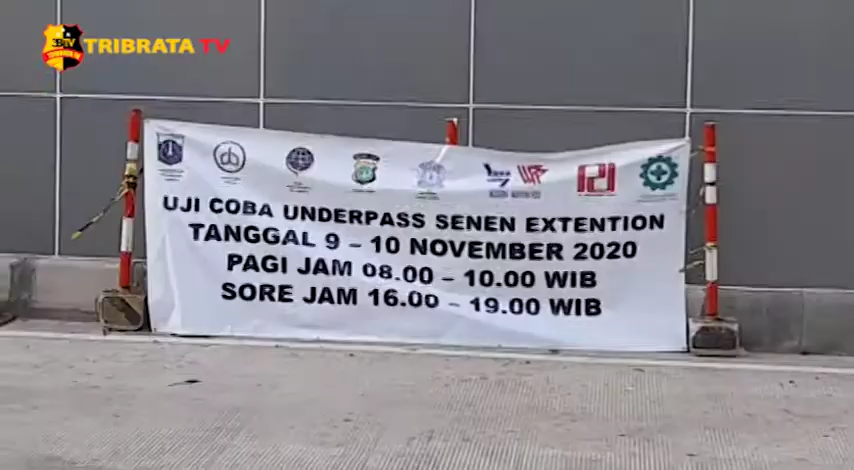 TRIBRATA TV
UJI COBA UNDERPASS SENEN EXTENTION
TANGGAL 9 – 10 NOVEMBER 2020
PAGI JAM 08.00 – 10.00 WIB
SORE JAM 16.00 – 19.00 WIB